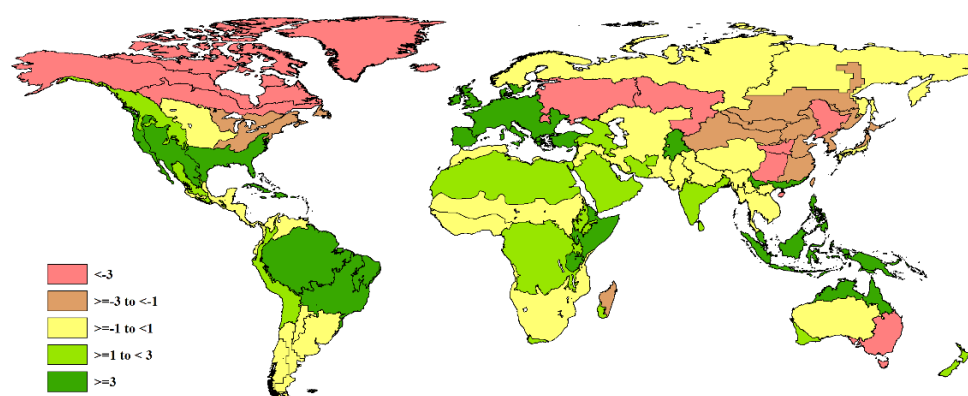 <-3
>=-3 to <-1
>=-1 to <1
>=1 to < 3
>=3